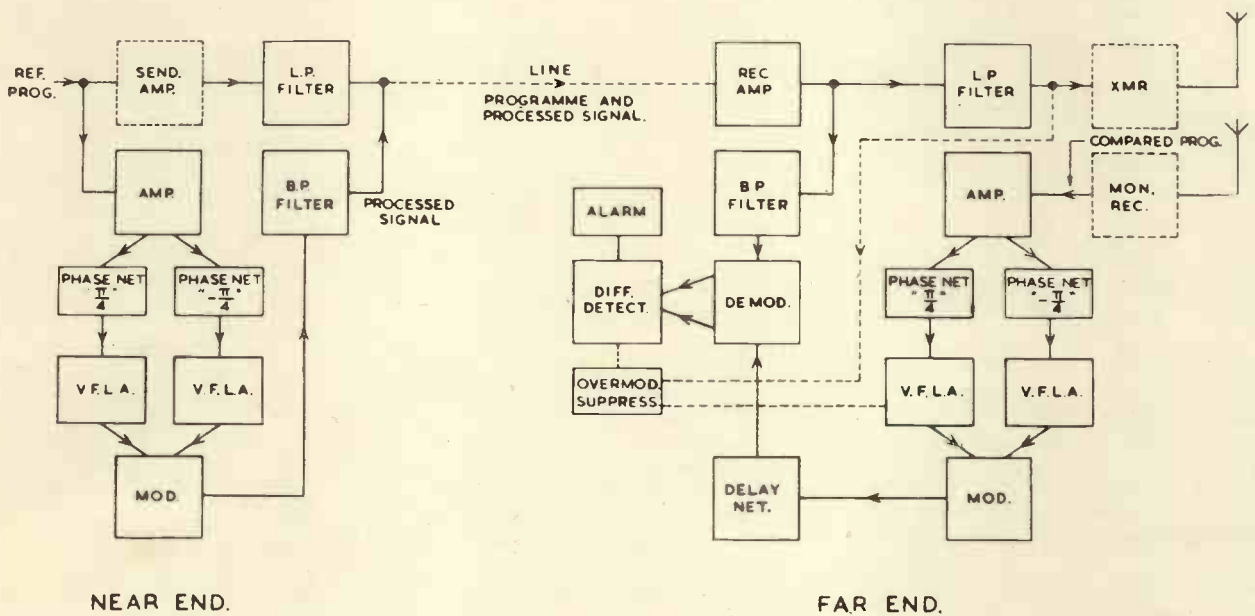 REF.
PROG.
SEND.
AMP.
L.P.
FILTER
AMP.
B.P.
FILTER
PROCESSED
SIGNAL
PHASE NET
"π/4"
PHASE NET
"-π/4"
V.F.L.A.
V.F.L.A.
MOD.
NEAR END.
LINE
PROGRAMME AND
PROCESSED SIGNAL.
REC
AMP
L.P
FILTER
XMR
COMPARED PROG.
B.P.
FILTER
AMP.
MON.
REC.
ALARM
DIFF.
DETECT.
DEMOD.
PHASE NET
"π/4"
PHASE NET
"-π/4"
OVERMOD.
SUPPRESS.
V.F.L.A.
V.F.L.A.
DELAY
NET.
MOD.
FAR END.